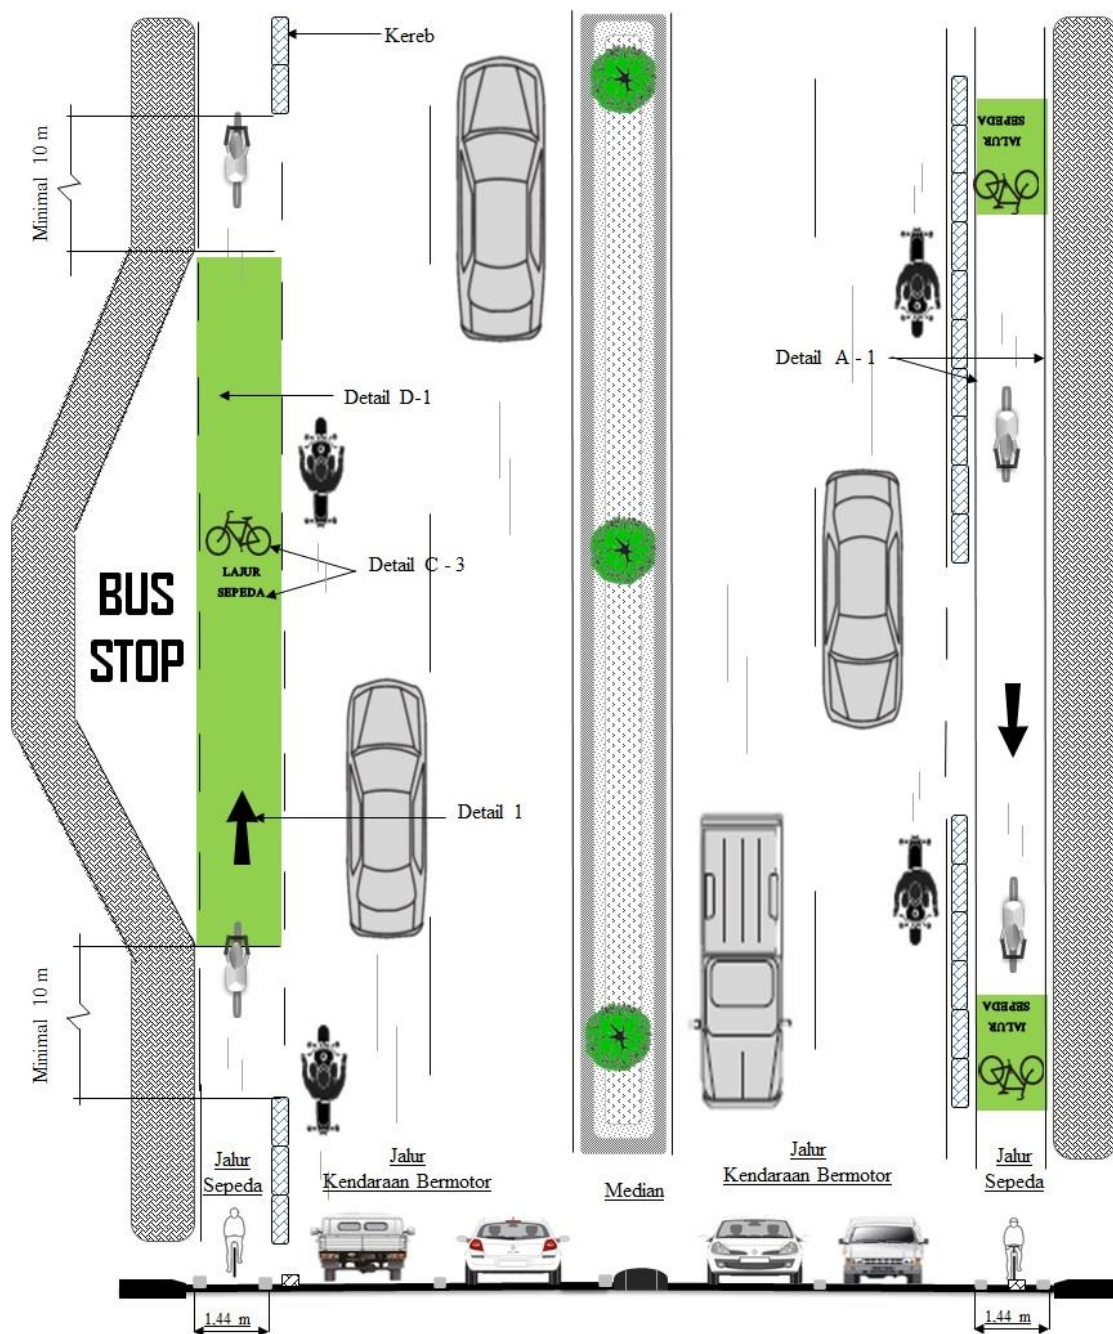 Kereb
JALUR
SEPEDA
Minimal 10 m
Detail A - 1
Detail D-1
Detail C - 3
LAJUR
SEPEDA
BUS
STOP
Detail 1
Minimal 10 m
JALUR
SEPEDA
Jalur
Sepeda
Jalur
Kendaraan Bermotor
Median
Jalur
Kendaraan Bermotor
Jalur
Sepeda
1,44 m
1,44 m